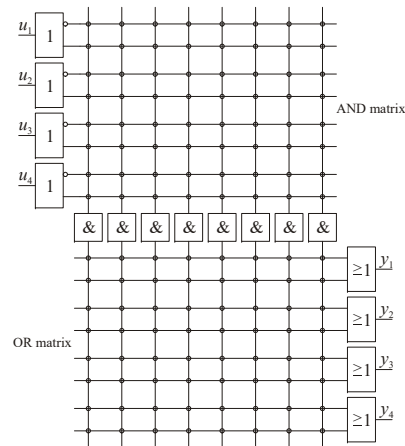 u1
1
u2
1
u3
1
AND matrix
u4
1
& & & & & & & &
≥1 y1
≥1 y2
OR matrix
≥1 y3
≥1 y4